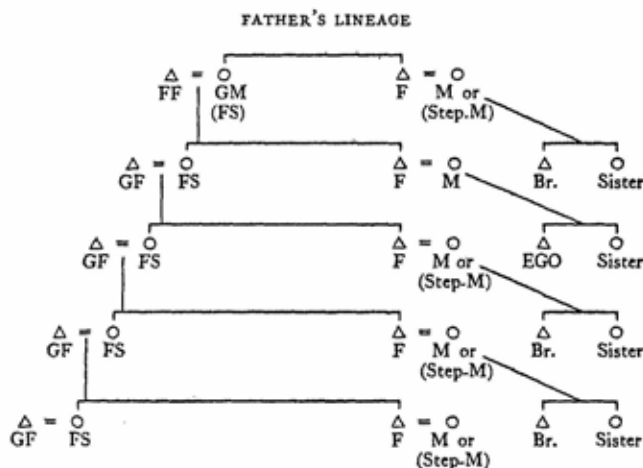 FATHER'S LINEAGE
FF = GM F = M or
(FS) (Step.M)
GF = FS F = M Br. Sister
GF = FS F = M or EGO Sister
(Step-M)
GF = FS F = M or Br. Sister
(Step-M)
GF = FS F = M or Br. Sister
(Step-M)